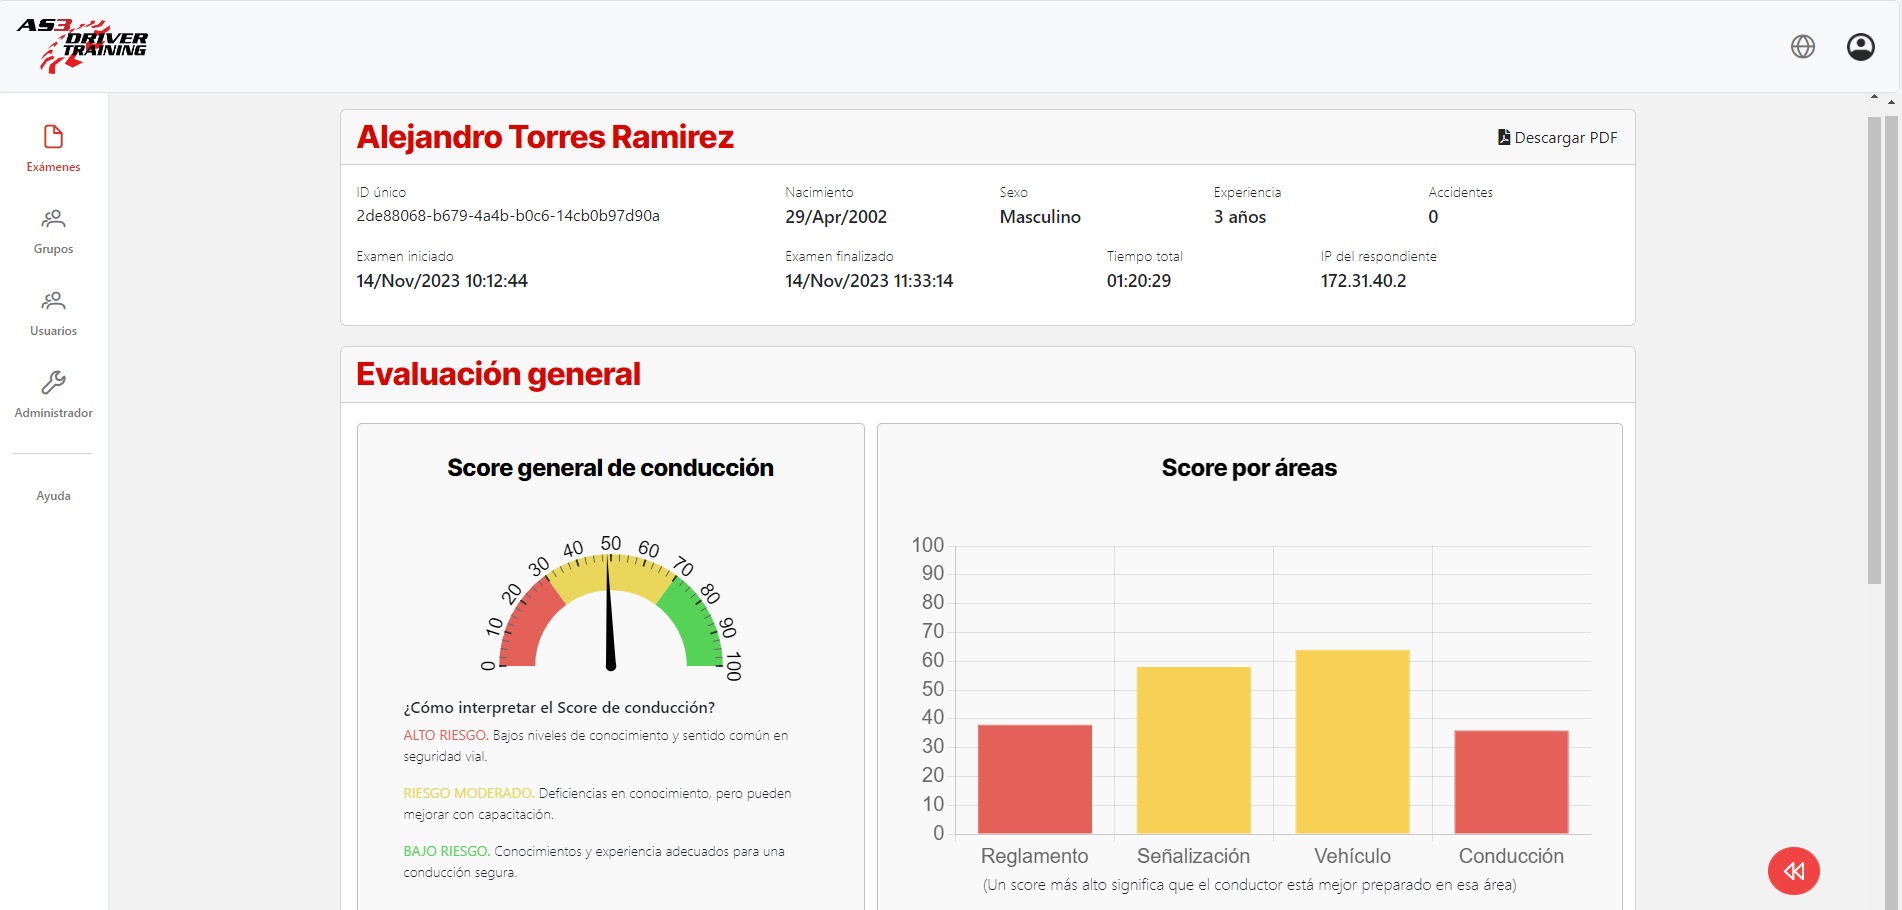 AS3 DRIVER
TRAINING
Exámenes
Grupos
Usuarios
Administrador
Ayuda
Alejandro Torres Ramirez
Descargar PDF
ID único
2de88068-b679-4a4b-b0c6-14cb0b97d90a
Nacimiento
29/Apr/2002
Sexo
Masculino
Experiencia
3 años
Accidentes
0
Examen iniciado
14/Nov/2023 10:12:44
Examen finalizado
14/Nov/2023 11:33:14
Tiempo total
01:20:29
IP del respondiente
172.31.40.2
Evaluación general
Score general de conducción
0
10
20
30
40
50
60
70
80
90
100
¿Cómo interpretar el Score de conducción?
ALTO RIESGO. Bajos niveles de conocimiento y sentido común en
seguridad vial.
RIESGO MODERADO. Deficiencias en conocimiento, pero pueden
mejorar con capacitación.
BAJO RIESGO. Conocimientos y experiencia adecuados para una
conducción segura.
Score por áreas
100
90
80
70
60
50
40
30
20
10
0
Reglamento
Señalización
Vehículo
Conducción
(Un score más alto significa que el conductor está mejor preparado en esa área)